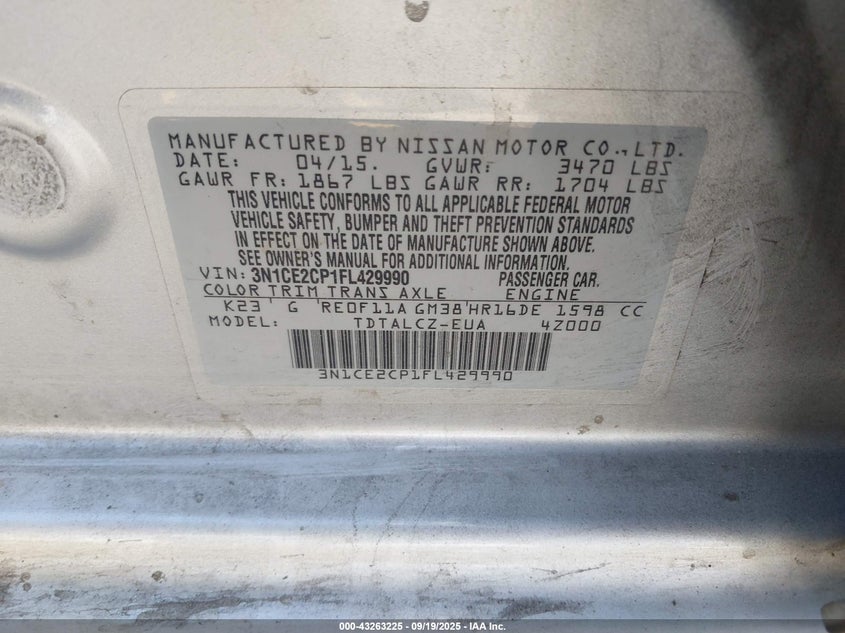 MANUFACTURED BY NISSAN MOTOR CO., LTD.
DATE: 04/15. GVWR: 3470 LBS
GAWR FR: 1867 LBS GAWR RR: 1704 LBS
THIS VEHICLE CONFORMS TO ALL APPLICABLE FEDERAL MOTOR
VEHICLE SAFETY, BUMPER AND THEFT PREVENTION STANDARDS
IN EFFECT ON THE DATE OF MANUFACTURE SHOWN ABOVE.
SEE OWNER'S MANUAL FOR ADDITIONAL INFORMATION.
VIN: 3N1CE2CP1FL429990 PASSENGER CAR.
COLOR TRIM TRANS AXLE ENGINE
K23 G RE0F11A GM38 HR16DE 1598 CC
MODEL: TDTALCZ-EUA 4Z000
3N1CE2CP1FL429990
000-43263225 - 09/19/2025 - IAA, Inc.